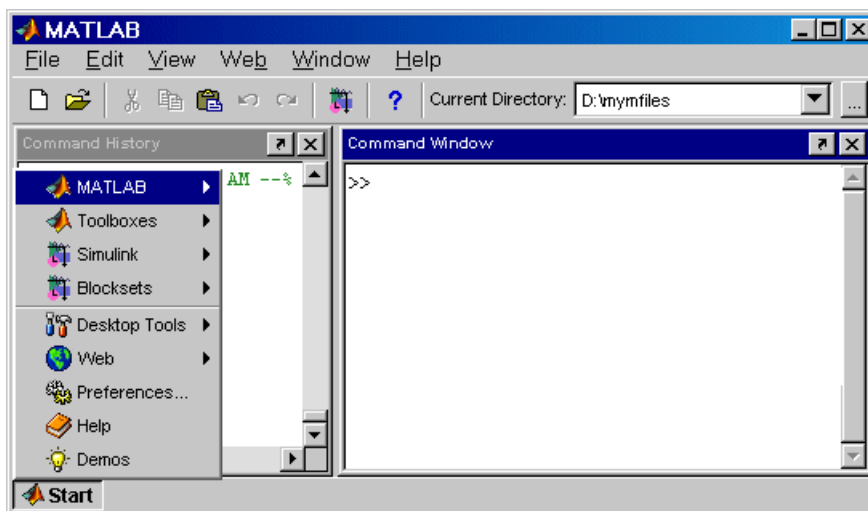 MATLAB
File Edit View Web Window Help
? Current Directory: D:\mymfiles ...
Command History
Command Window
AM --%
>>
MATLAB
Toolboxes
Simulink
Blocksets
Desktop Tools
Web
Preferences...
Help
Demos
Start